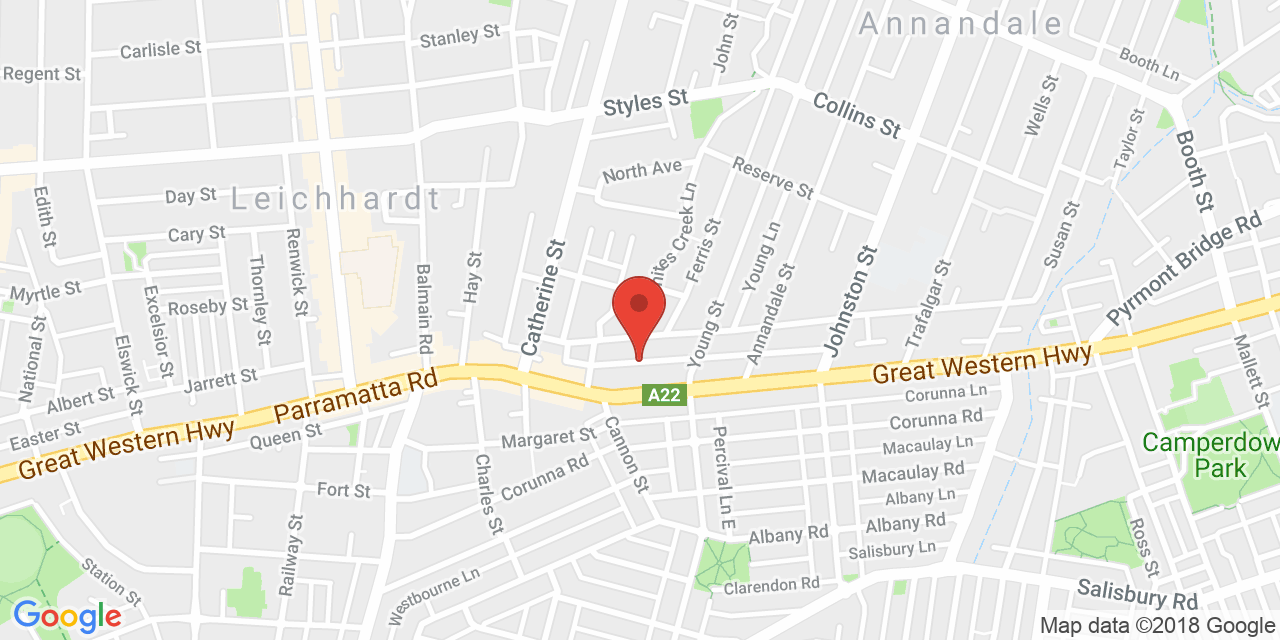 Annandale
John St
Stanley St
Carlisle St
Regent St
Booth Ln
Styles St
Collins St
Wells St
Taylor St
Booth St
North Ave
Reserve St
Day St
Leichhardt
Edith St
Cary St
Renwick St
Ferris St
Susan St
Pyrmont Bridge Rd
Myrtle St
Roseby St
Thornley St
Excelsior St
Balmain Rd
Hay St
Catherine St
Young Ln
Annandale St
Johnston St
Trafalgar St
Young St
National St
Elswick St
Jarrett St
Albert St
Easter St
Parramatta Rd
Great Western Hwy
Mallett St
A22
Corunna Ln
Great Western Hwy
Queen St
Margaret St
Cannon St
Percival Ln E
Corunna Rd
Macaulay Ln
Camperdow
Park
Charles St
Corunna Rd
Macaulay Rd
Fort St
Albany Ln
Albany Rd
Albany Rd
Ross St
Railway St
Salisbury Ln
Station St
Westbourne Ln
Clarendon Rd
Salisbury Rd
Google
Map data ©2018 Google